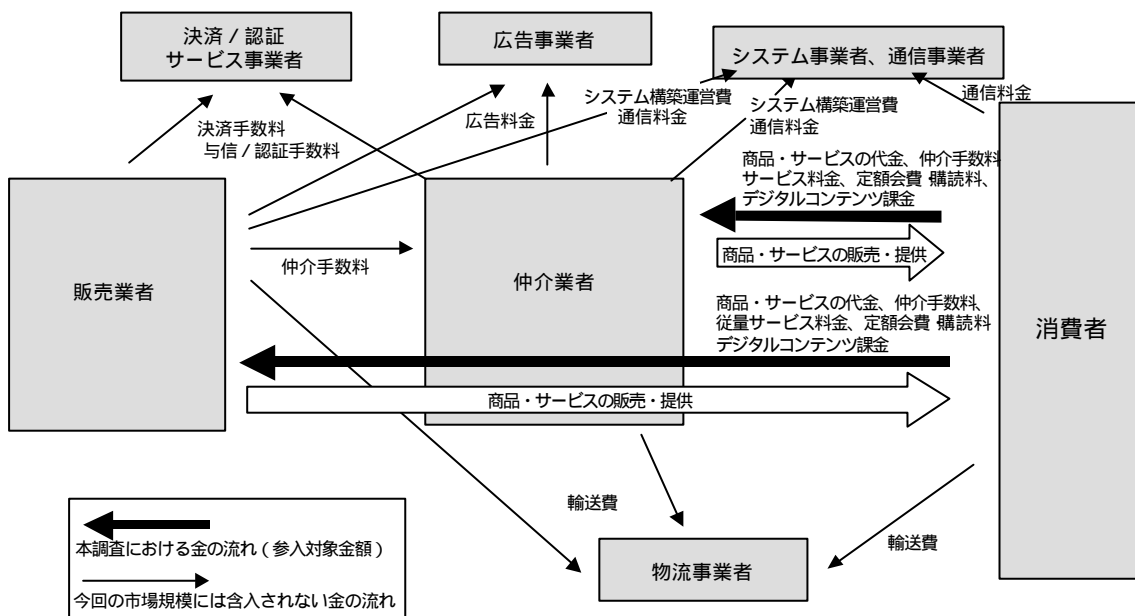 決済 / 認証
サービス事業者
広告事業者
システム事業者、通信事業者
決済手数料
与信 / 認証手数料
広告料金
システム構築運営費
通信料金
システム構築運営費
通信料金
通信料金
商品・サービスの代金、仲介手数料
サービス料金、定額会費・購読料、
デジタルコンテンツ課金
商品・サービスの販売・提供
販売業者
仲介手数料
仲介業者
消費者
商品・サービスの代金、仲介手数料、
従量サービス料金、定額会費・購読料
デジタルコンテンツ課金
商品・サービスの販売・提供
輸送費
輸送費
物流事業者
本調査における金の流れ ( 参入対象金額 )
今回の市場規模には含入されない金の流れ